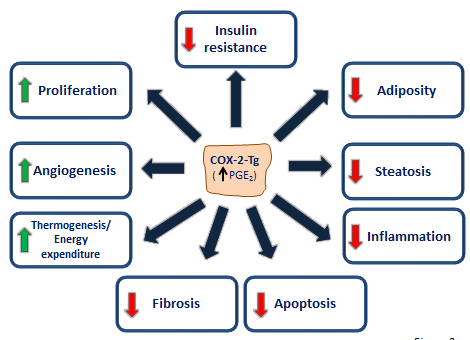 Insulin
resistance
Proliferation
Adiposity
COX-2-Tg
(↑PGE₂)
Angiogenesis
Steatosis
Thermogenesis/
Energy
expenditure
Inflammation
Fibrosis
Apoptosis